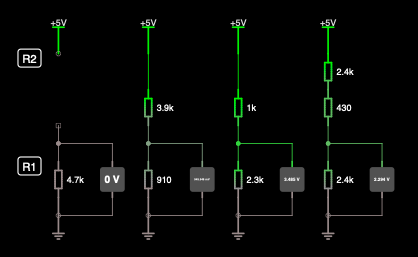 +5V +5V +5V +5V
R2
2.4k
3.9k 1k 430
R1
4.7k 0 V 910 2.3k 3.485 V 2.4k 2.294 V